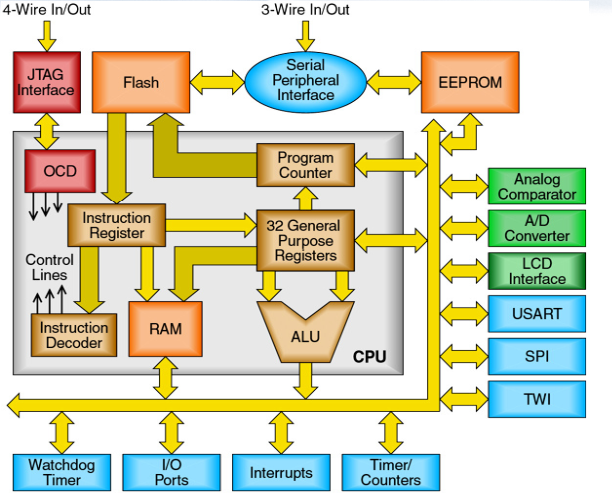 4-Wire In/Out
3-Wire In/Out
JTAG
Interface
Flash
Serial
Peripheral
Interface
EEPROM
OCD
Program
Counter
Analog
Comparator
Instruction
Register
32 General
Purpose
Registers
A/D
Converter
Control
Lines
LCD
Interface
Instruction
Decoder
RAM
ALU
CPU
USART
SPI
TWI
Watchdog
Timer
I/O
Ports
Interrupts
Timer/
Counters